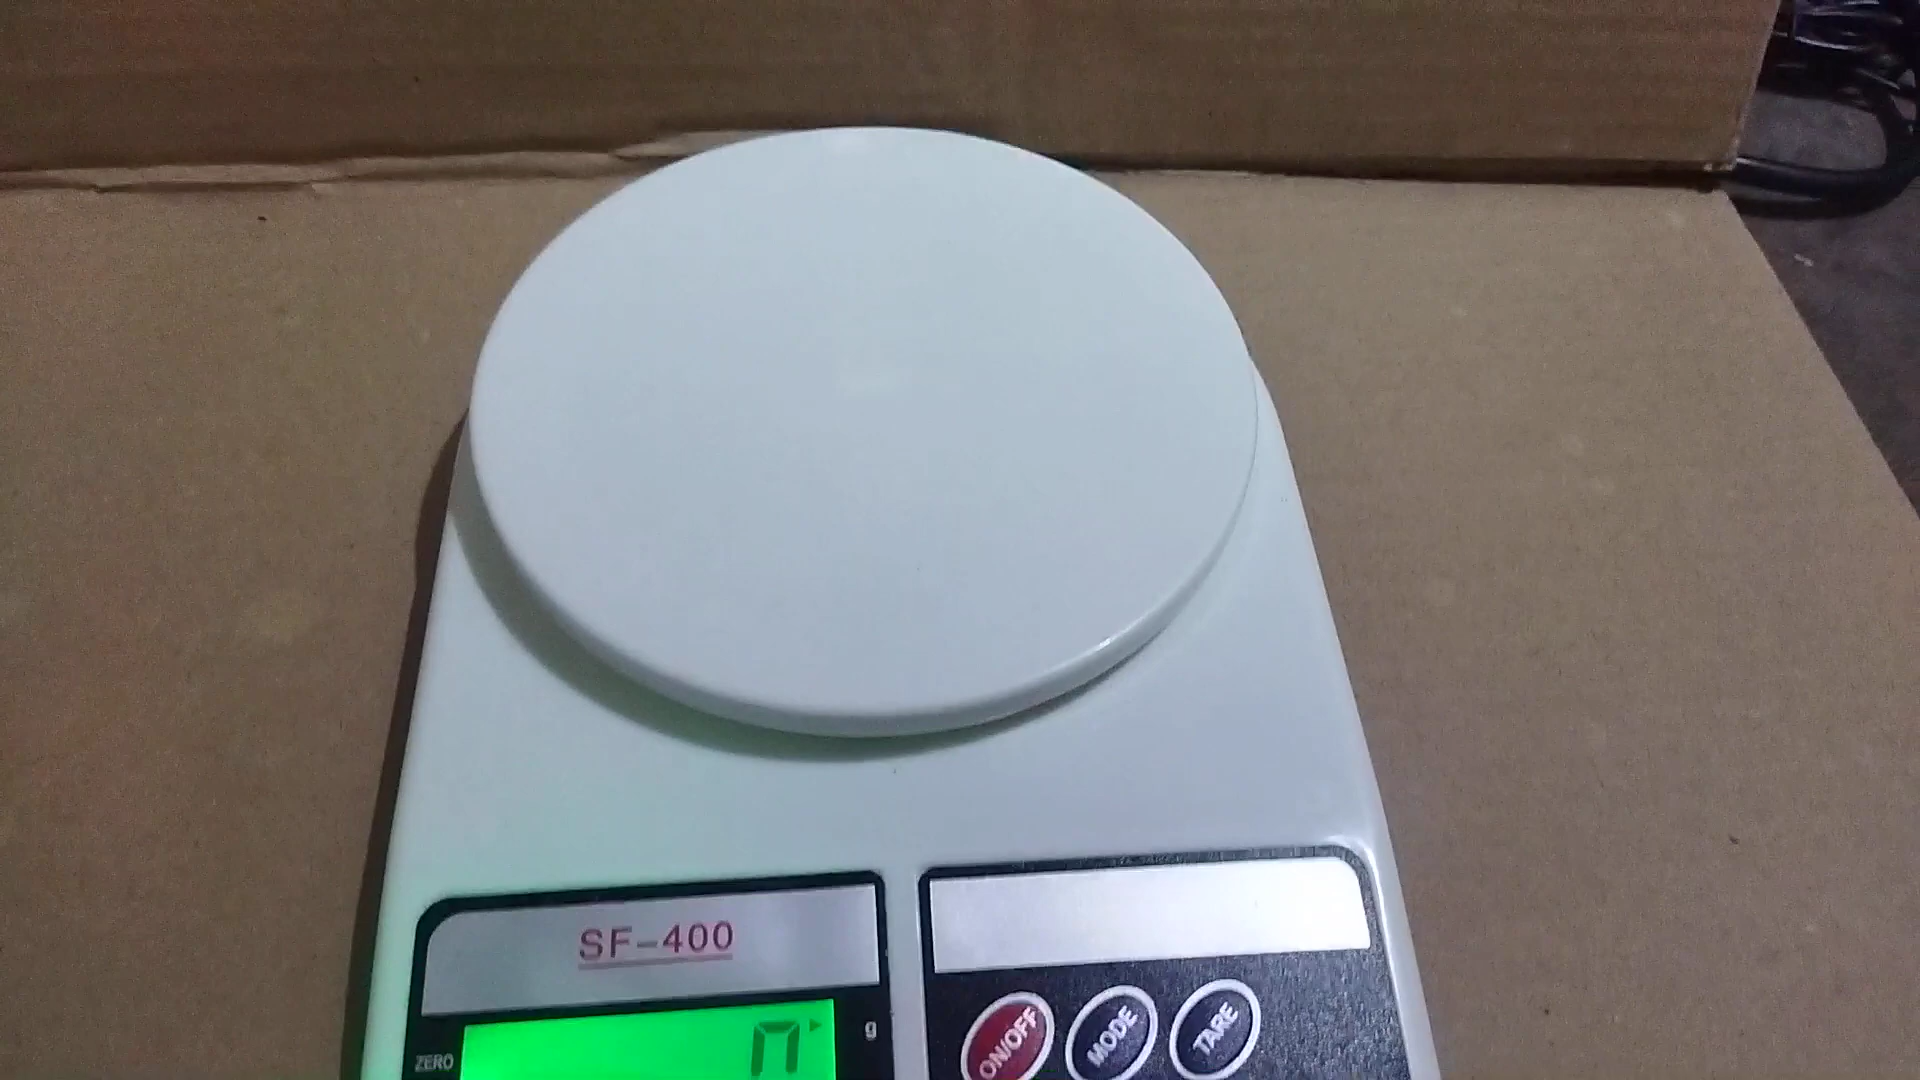 SF-400
g
ZERO
ON/OFF
MODE
TARE